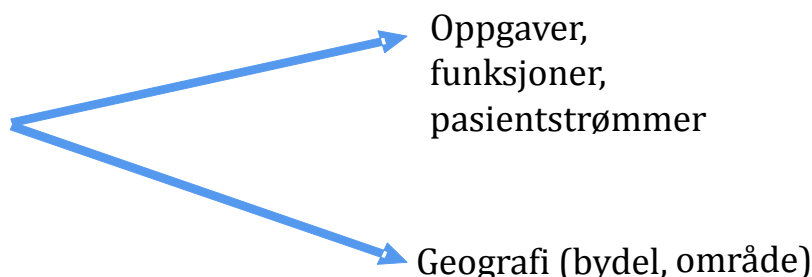 Oppgaver,
funksjoner,
pasientstrømmer
Geografi (bydel, område)